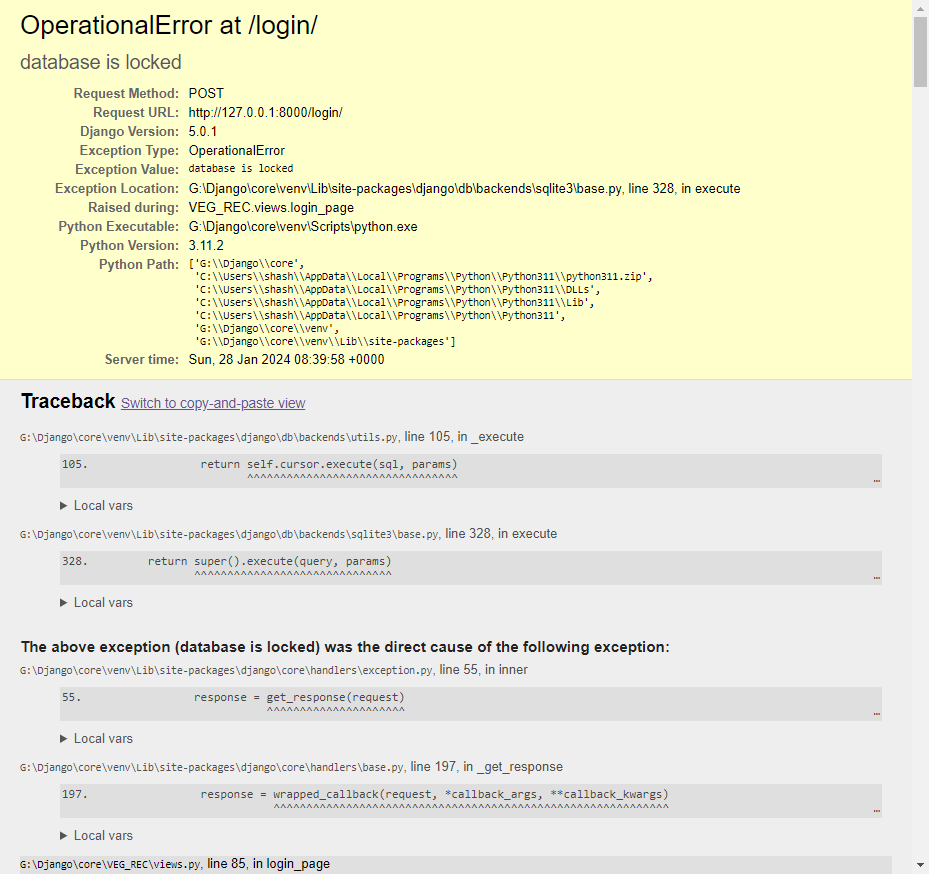 OperationalError at /login/
database is locked
Request Method: POST
Request URL: http://127.0.0.1:8000/login/
Django Version: 5.0.1
Exception Type: OperationalError
Exception Value: database is locked
Exception Location: G:\Django\core\venv\Lib\site-packages\django\db\backends\sqlite3\base.py, line 328, in execute
Raised during: VEG_REC.views.login_page
Python Executable: G:\Django\core\venv\Scripts\python.exe
Python Version: 3.11.2
Python Path: ['G:\\Django\\core',
'C:\\Users\\shash\\AppData\\Local\\Programs\\Python\\Python311\\python311.zip',
'C:\\Users\\shash\\AppData\\Local\\Programs\\Python\\Python311\\DLLs',
'C:\\Users\\shash\\AppData\\Local\\Programs\\Python\\Python311\\Lib',
'C:\\Users\\shash\\AppData\\Local\\Programs\\Python\\Python311',
'G:\\Django\\core\\venv',
'G:\\Django\\core\\venv\\Lib\\site-packages']
Server time: Sun, 28 Jan 2024 08:39:58 +0000
Traceback Switch to copy-and-paste view
G:\Django\core\venv\Lib\site-packages\django\db\backends\utils.py, line 105, in _execute
105. return self.cursor.execute(sql, params)
^^^^^^^^^^^^^^^^^^^^^^^^^^^^^^^^ …
▶ Local vars
G:\Django\core\venv\Lib\site-packages\django\db\backends\sqlite3\base.py, line 328, in execute
328. return super().execute(query, params)
^^^^^^^^^^^^^^^^^^^^^^^^^^^^^^ …
▶ Local vars
The above exception (database is locked) was the direct cause of the following exception:
G:\Django\core\venv\Lib\site-packages\django\core\handlers\exception.py, line 55, in inner
55. response = get_response(request)
^^^^^^^^^^^^^^^^^^^^^ …
▶ Local vars
G:\Django\core\venv\Lib\site-packages\django\core\handlers\base.py, line 197, in _get_response
197. response = wrapped_callback(request, *callback_args, **callback_kwargs)
^^^^^^^^^^^^^^^^^^^^^^^^^^^^^^^^^^^^^^^^^^^^^^^^^^^^^^^^^^^^ …
▶ Local vars
G:\Django\core\VEG_REC\views.py, line 85, in login_page